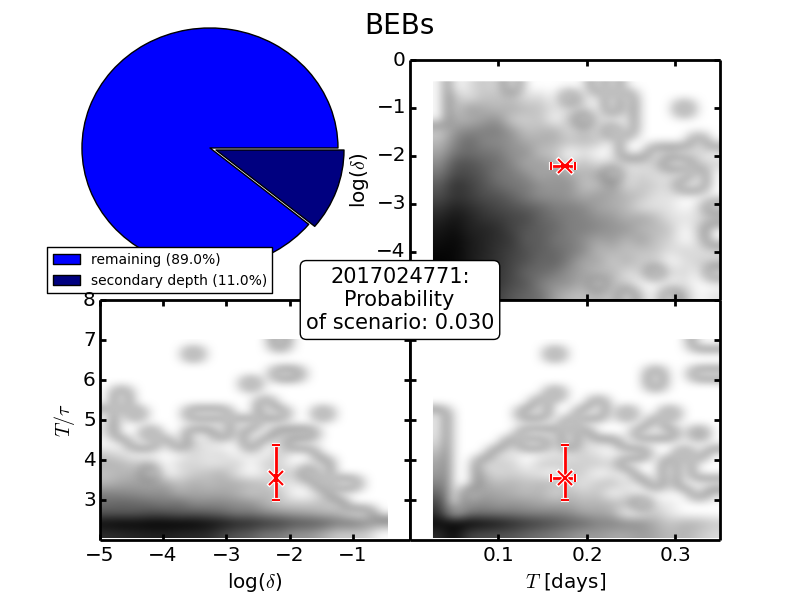 BEBs
0
−1
−2
−3
−4
log(δ)
remaining (89.0%)
secondary depth (11.0%)
2017024771:
Probability
of scenario: 0.030
8
7
6
5
4
3
T/τ
−5 −4 −3 −2 −1
log(δ)
0.1 0.2 0.3
T [days]